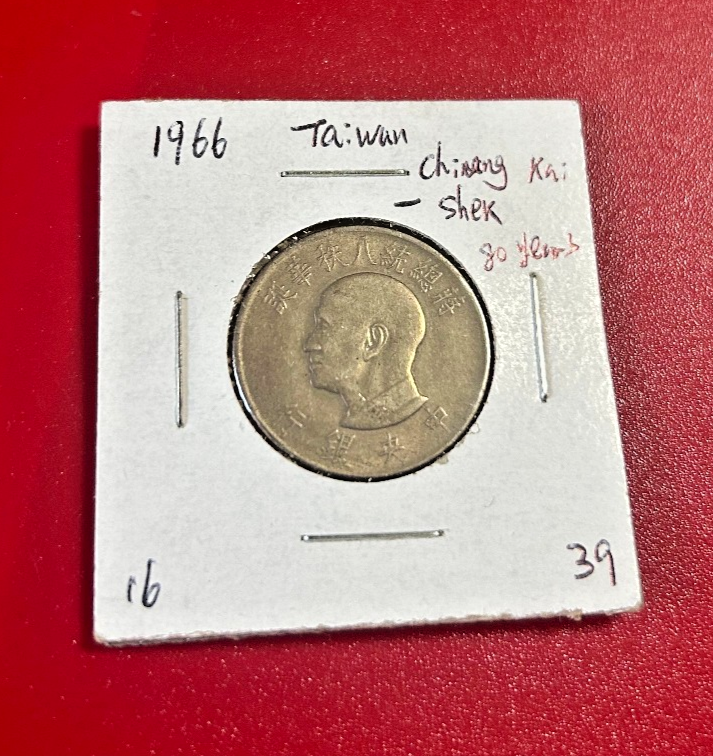 1966 Taiwan
Chiang Kai
- Shek
80 years
蔣總統八秩華誕
中央銀行
16
39